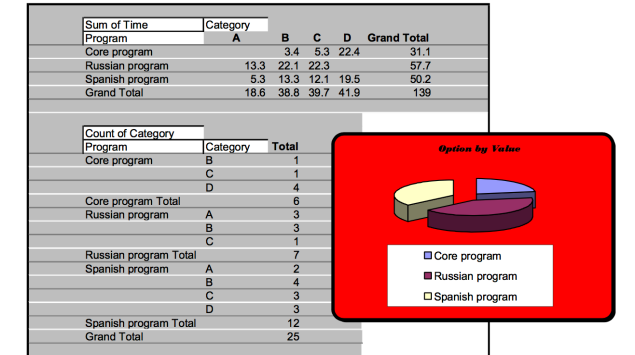 Sum of Time Category
Program A B C D Grand Total
Core program 3.4 5.3 22.4 31.1
Russian program 13.3 22.1 22.3 57.7
Spanish program 5.3 13.3 12.1 19.5 50.2
Grand Total 18.6 38.8 39.7 41.9 139
Count of Category
Program Category Total
Core program B 1
C 1
D 4
Core program Total 6
Russian program A 3
B 3
C 1
Russian program Total 7
Spanish program A 2
B 4
C 3
D 3
Spanish program Total 12
Grand Total 25
Option by Value
Core program
Russian program
Spanish program